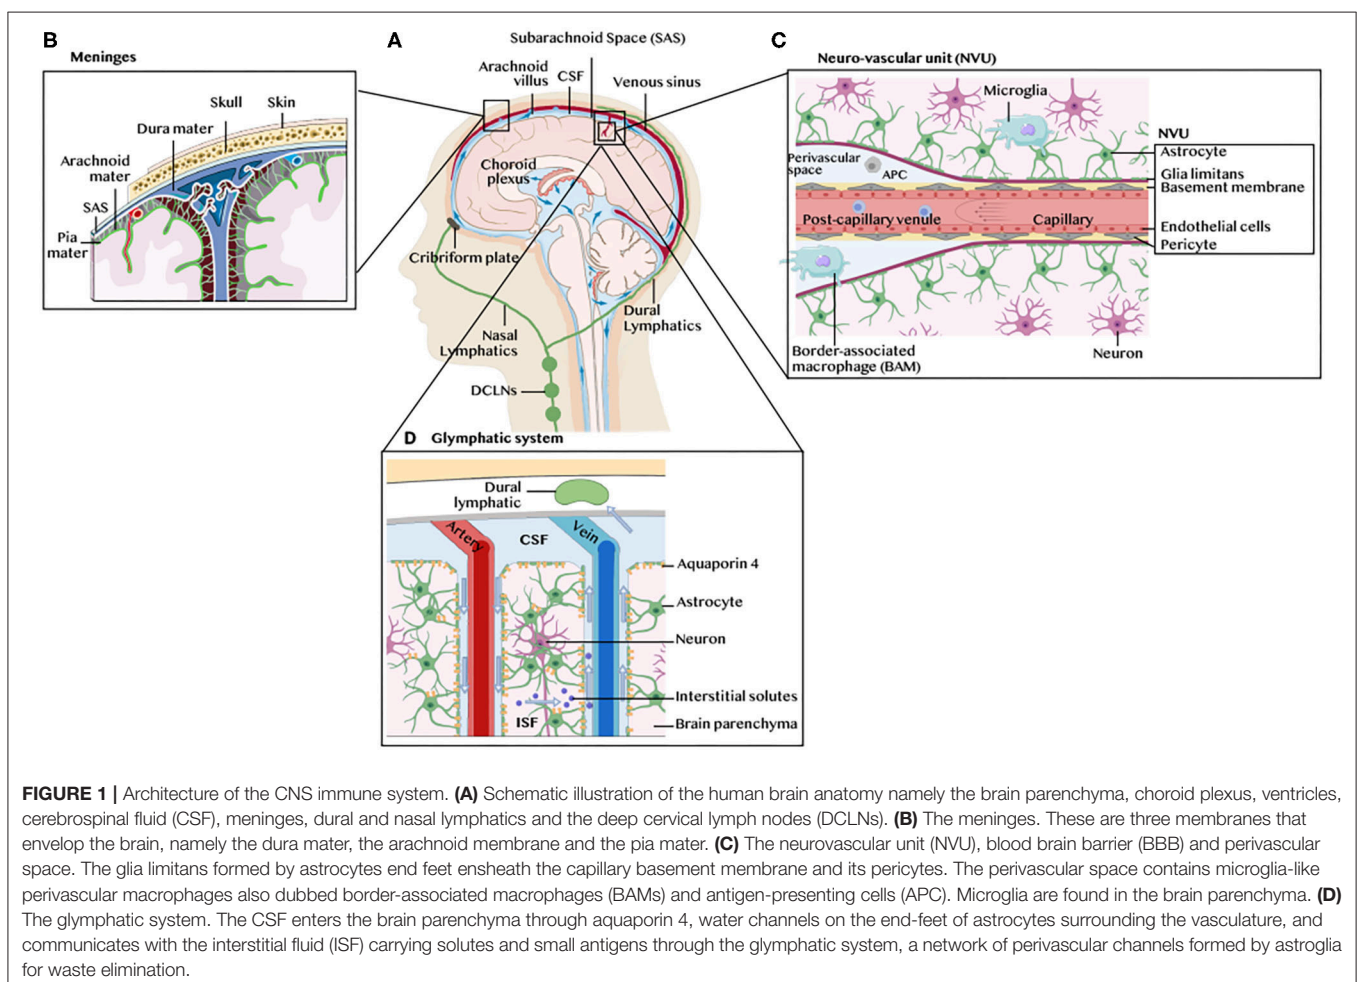 B
Meninges
Skull
Skin
Dura mater
Arachnoid
mater
SAS
Pia
mater
A
Subarachnoid Space (SAS)
Arachnoid
villus
CSF
Venous sinus
Choroid
plexus
Cribriform plate
Nasal
Lymphatics
Dural
Lymphatics
DCLNs
C
Neuro-vascular unit (NVU)
Microglia
NVU
Astrocyte
Perivascular
space
APC
Glia limitans
Basement membrane
Post-capillary venule
Capillary
Endothelial cells
Pericyte
Border-associated
macrophage (BAM)
Neuron
D
Glymphatic system
Dural
lymphatic
Artery
CSF
Vein
Aquaporin 4
Astrocyte
Neuron
Interstitial solutes
ISF
Brain parenchyma
FIGURE 1 | Architecture of the CNS immune system. (A) Schematic illustration of the human brain anatomy namely the brain parenchyma, choroid plexus, ventricles,
cerebrospinal fluid (CSF), meninges, dural and nasal lymphatics and the deep cervical lymph nodes (DCLNs). (B) The meninges. These are three membranes that
envelop the brain, namely the dura mater, the arachnoid membrane and the pia mater. (C) The neurovascular unit (NVU), blood brain barrier (BBB) and perivascular
space. The glia limitans formed by astrocytes end feet ensheath the capillary basement membrane and its pericytes. The perivascular space contains microglia-like
perivascular macrophages also dubbed border-associated macrophages (BAMs) and antigen-presenting cells (APC). Microglia are found in the brain parenchyma. (D)
The glymphatic system. The CSF enters the brain parenchyma through aquaporin 4, water channels on the end-feet of astrocytes surrounding the vasculature, and
communicates with the interstitial fluid (ISF) carrying solutes and small antigens through the glymphatic system, a network of perivascular channels formed by astroglia
for waste elimination.